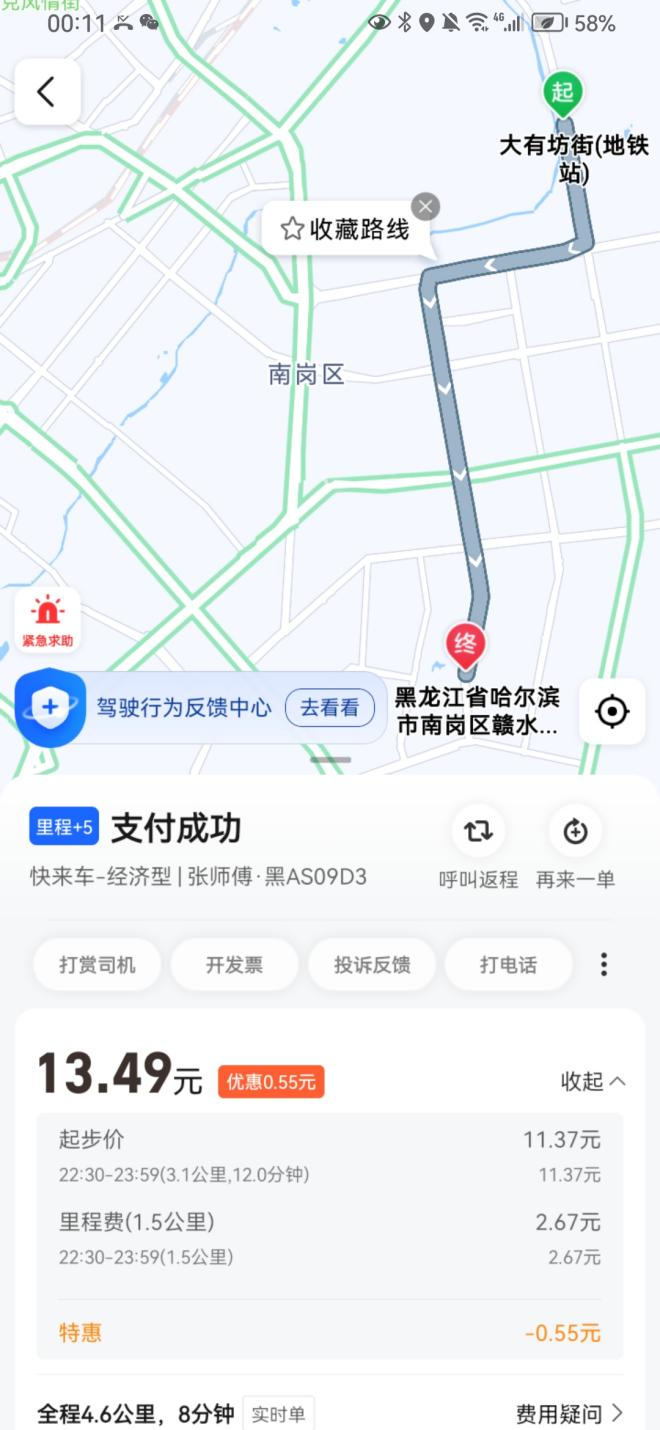 00:11
4G
58%
起
大有坊街(地铁
站)
收藏路线
南岗区
紧急求助
终
驾驶行为反馈中心
去看看
黑龙江省哈尔滨
市南岗区赣水...
里程+5
支付成功
快来车-经济型|张师傅·黑AS09D3
呼叫返程
再来一单
打赏司机
开发票
投诉反馈
打电话
13.49元
优惠0.55元
收起
起步价
11.37元
22:30-23:59(3.1公里,12.0分钟)
11.37元
里程费(1.5公里)
2.67元
22:30-23:59(1.5公里)
2.67元
特惠
-0.55元
全程4.6公里，8分钟
实时单
费用疑问